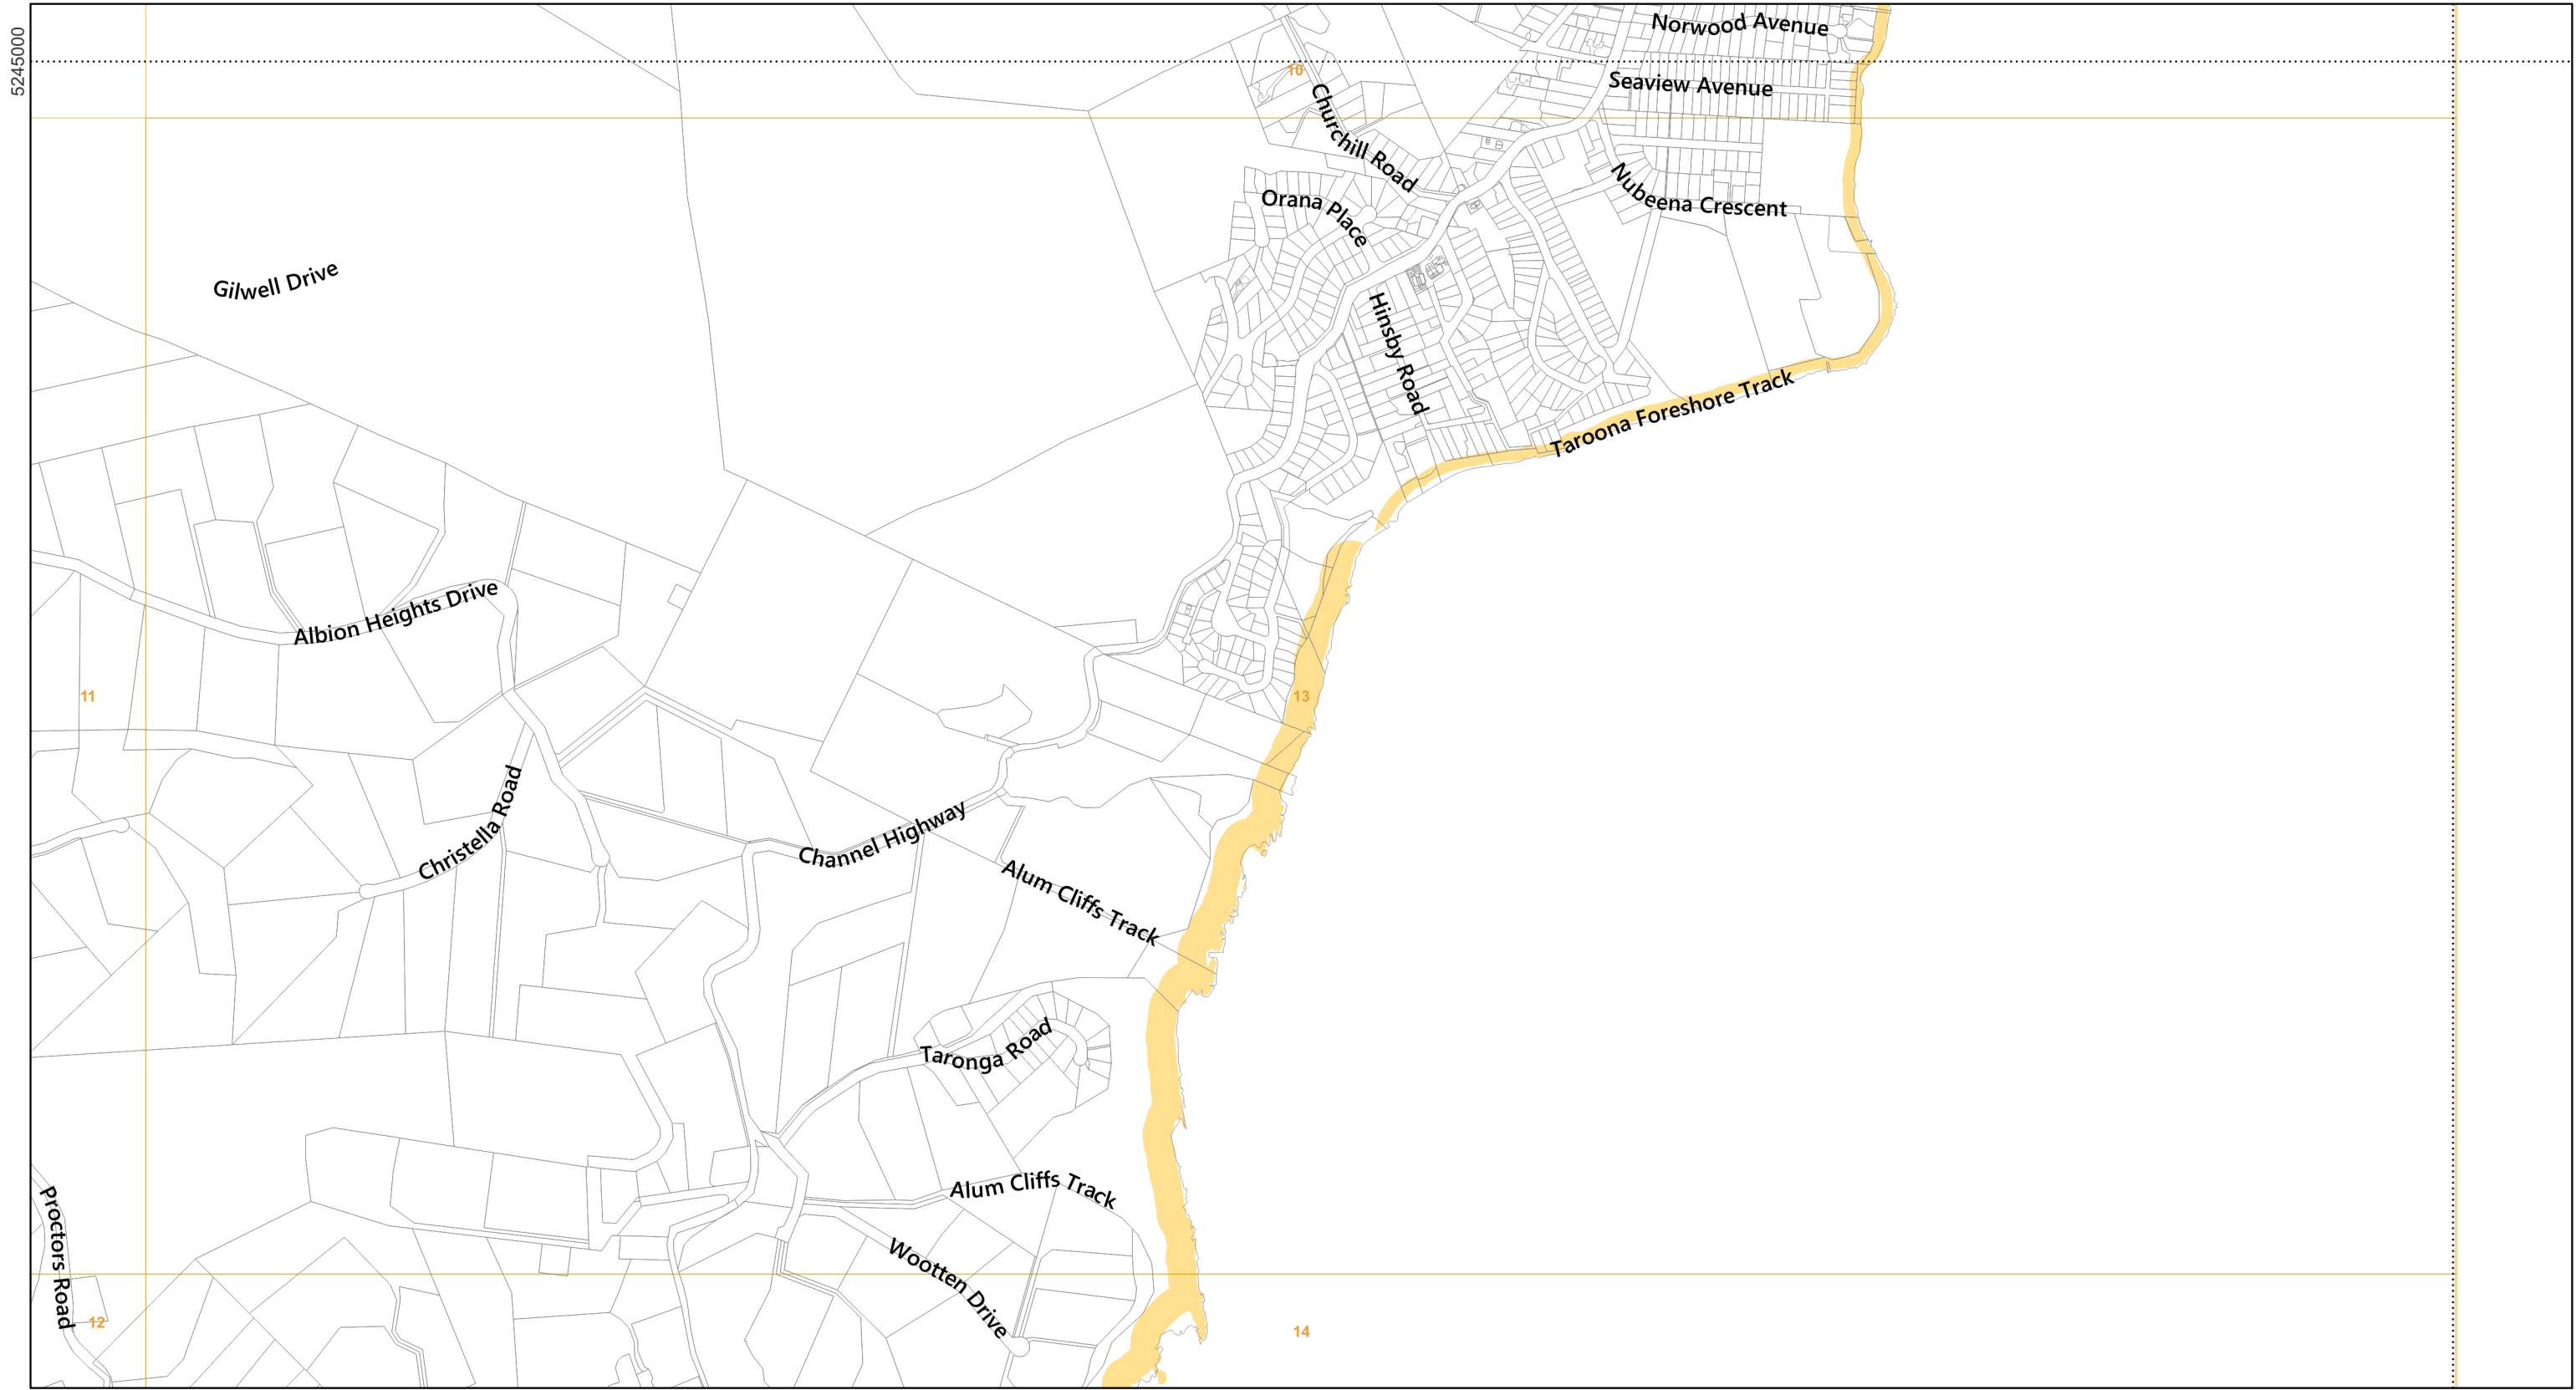 Norwood Avenue
5245000
10
Seaview Avenue
Churchill Road
Nubeena Crescent
Orana Place
Gilwell Drive
Hinsby Road
Taroona Foreshore Track
Albion Heights Drive
11
13
Christella Road
Channel Highway
Alum Cliffs Track
Taronga Road
Alum Cliffs Track
Proctors Road
Wootten Drive
12
14